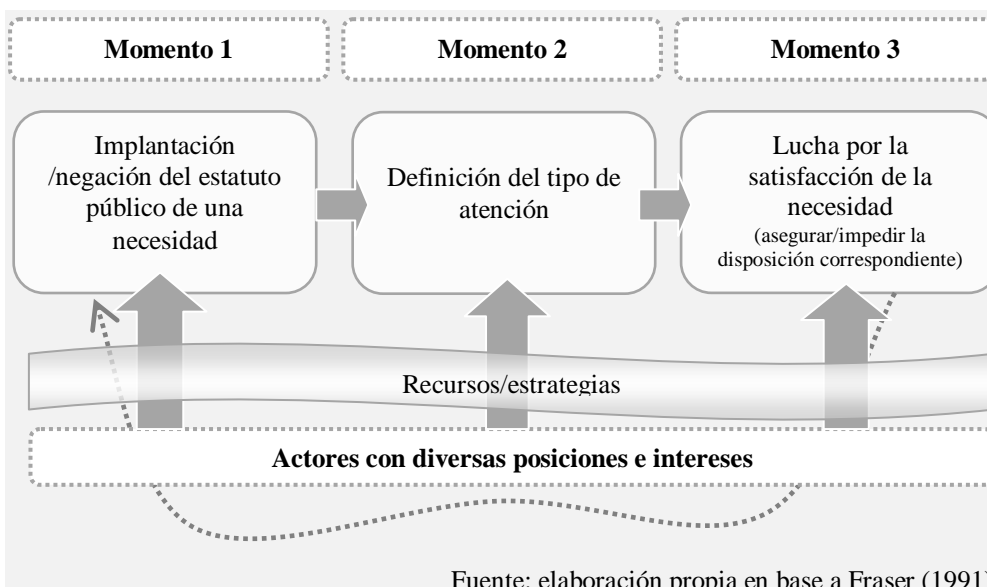 Momento 1
Momento 2
Momento 3
Implantación
/negación del estatuto
público de una
necesidad
Definición del tipo de
atención
Lucha por la
satisfacción de la
necesidad
(asegurar/impedir la
disposición correspondiente)
Recursos/estrategias
Actores con diversas posiciones e intereses
Fuente: elaboración propia en base a Fraser (1991)